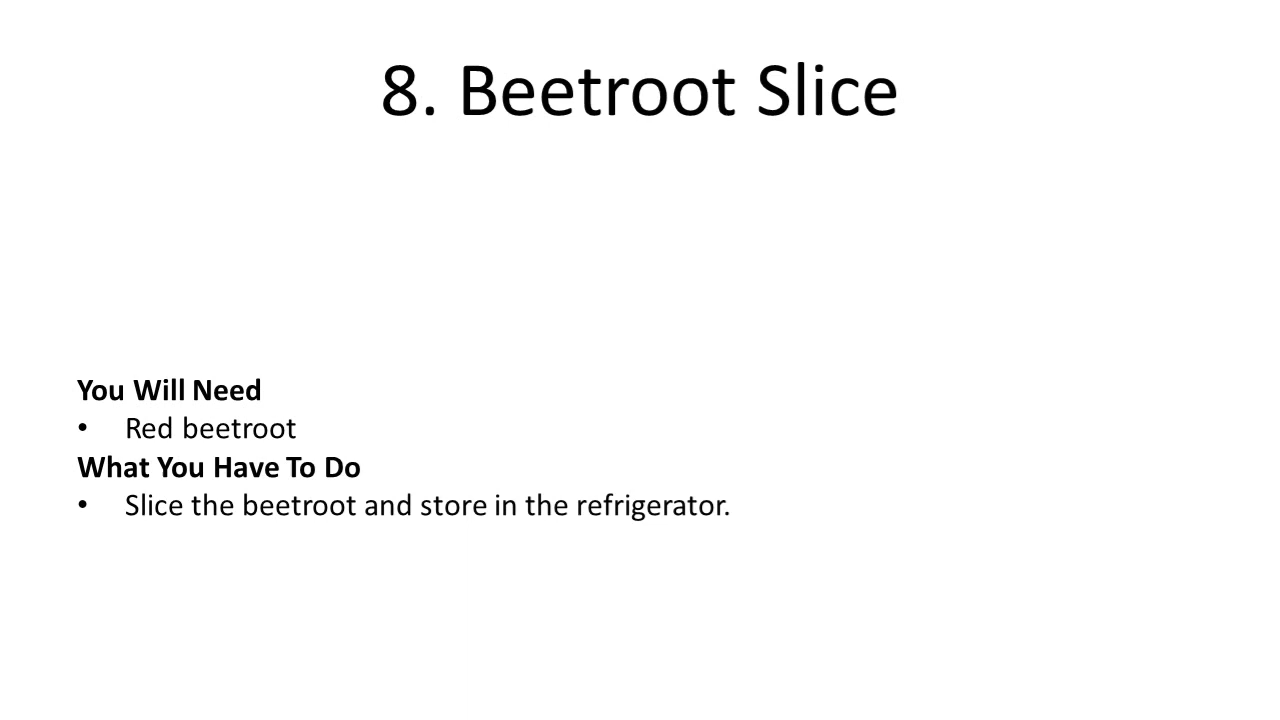 8. Beetroot Slice
You Will Need
• Red beetroot
What You Have To Do
• Slice the beetroot and store in the refrigerator.